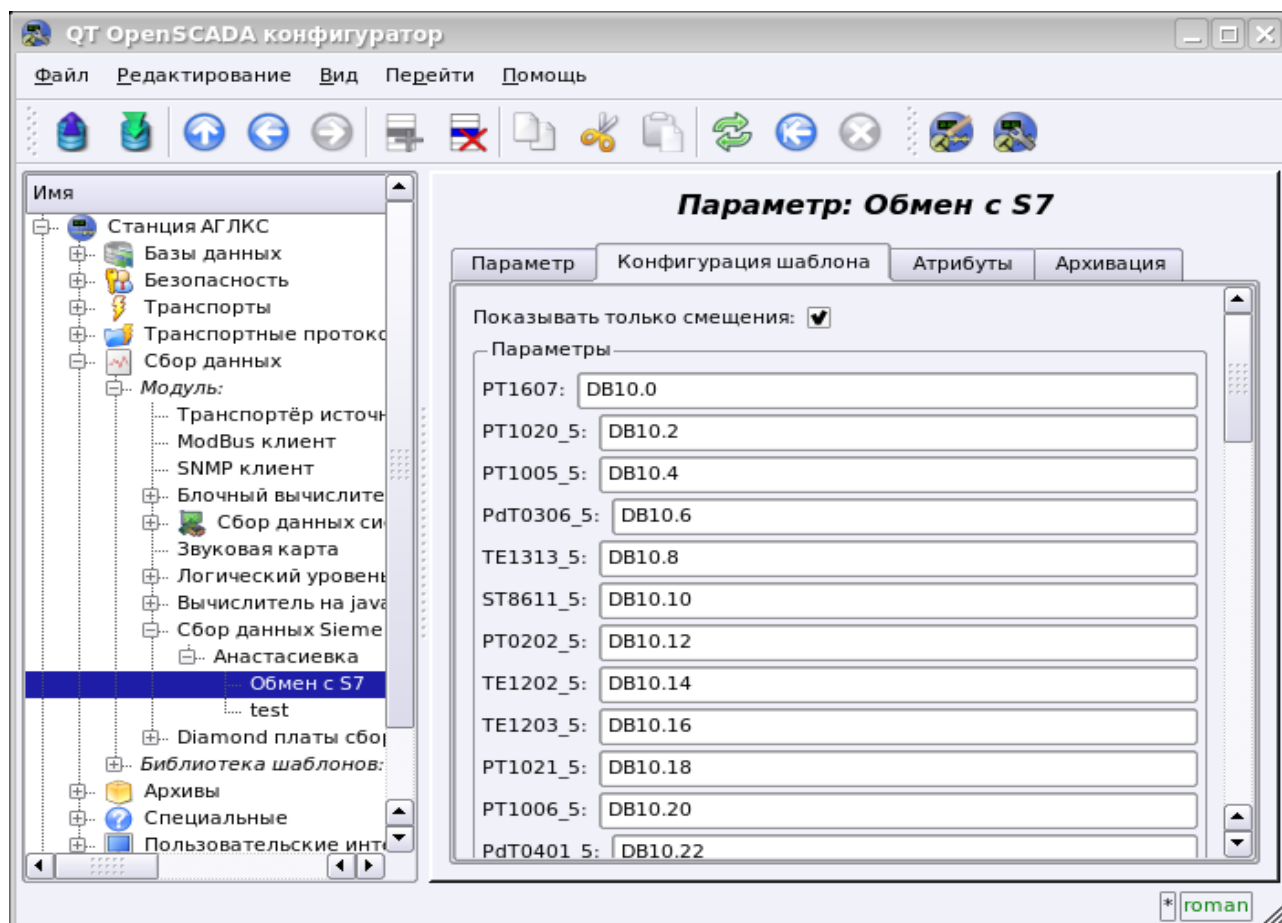 QT OpenSCADA конфигуратор
Файл Редактирование Вид Перейти Помощь
Имя
Станция АГЛКС
Базы данных
Безопасность
Транспорты
Транспортные протокс
Сбор данных
Модуль:
Транспортёр источн
ModBus клиент
SNMP клиент
Блочный вычислите
Сбор данных си
Звуковая карта
Логический уровень
Вычислитель на java
Сбор данных Sieme
Анастасиевка
Обмен с S7
test
Diamond платы сбор
Библиотека шаблонов:
Архивы
Специальные
Пользовательские инте
Параметр: Обмен с S7
Параметр Конфигурация шаблона Атрибуты Архивация
Показывать только смещения:
Параметры
PT1607: DB10.0
PT1020_5: DB10.2
PT1005_5: DB10.4
PdT0306_5: DB10.6
TE1313_5: DB10.8
ST8611_5: DB10.10
PT0202_5: DB10.12
TE1202_5: DB10.14
TE1203_5: DB10.16
PT1021_5: DB10.18
PT1006_5: DB10.20
PdT0401_5: DB10.22
* roman